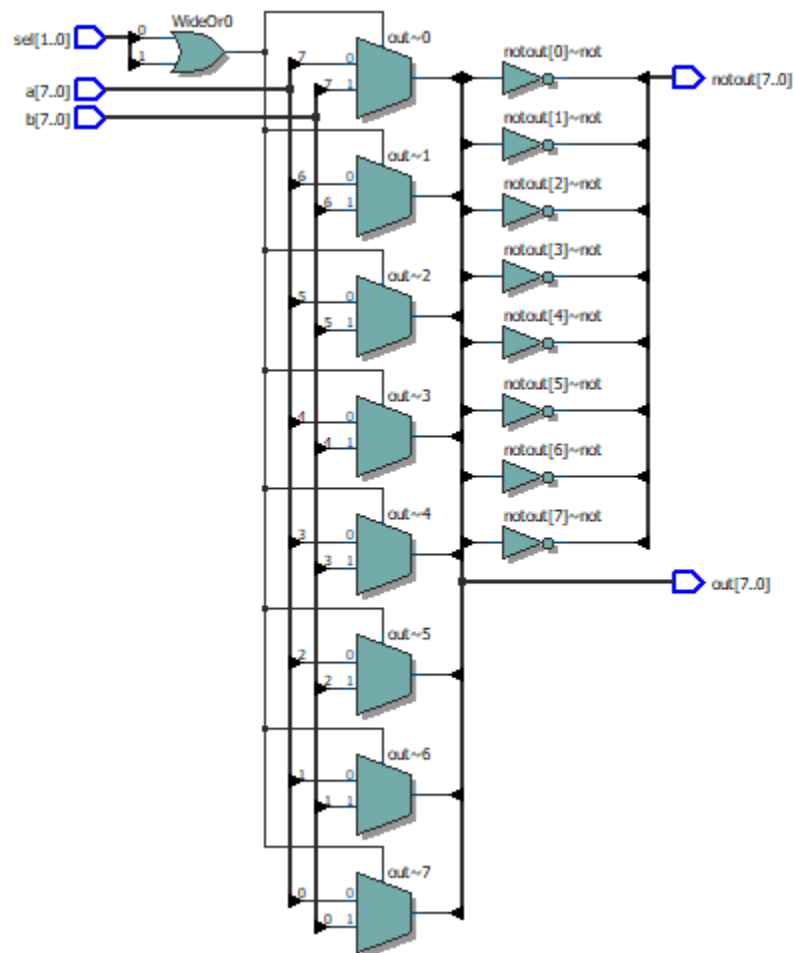 WideOr0
sel[1..0] 0
1
a[7..0]
b[7..0]
out~0
7 0
7 1
out~1
6 0
6 1
out~2
5 0
5 1
out~3
4 0
4 1
out~4
3 0
3 1
out~5
2 0
2 1
out~6
1 0
1 1
out~7
0 0
0 1
notout[0]~not
notout[1]~not
notout[2]~not
notout[3]~not
notout[4]~not
notout[5]~not
notout[6]~not
notout[7]~not
notout[7..0]
out[7..0]